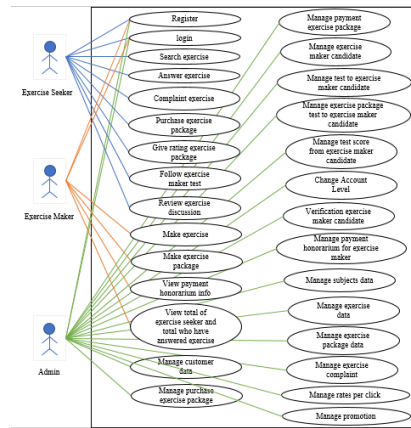 Exercise Seeker
Exercise Maker
Admin
Register
login
Search exercise
Answer exercise
Complaint exercise
Purchase exercise
package
Give rating exercise
package
Follow exercise
maker test
Review exercise
discussion
Make exercise
Make exercise
package
View payment
honorarium info
View total of
exercise seeker and
total who have
answered exercise
Manage customer
data
Manage purchase
exercise package
Manage payment
exercise package
Manage exercise
maker candidate
Manage test to exercise
maker candidate
Manage exercise package
test to exercise maker
candidate
Manage test score
from exercise maker
candidate
Change Account
Level
Verification exercise
maker candidate
Manage payment
honorarium for exercise
maker
Manage subjects data
Manage exercise
data
Manage exercise
package data
Manage exercise
complaint
Manage rates per click
Manage promotion